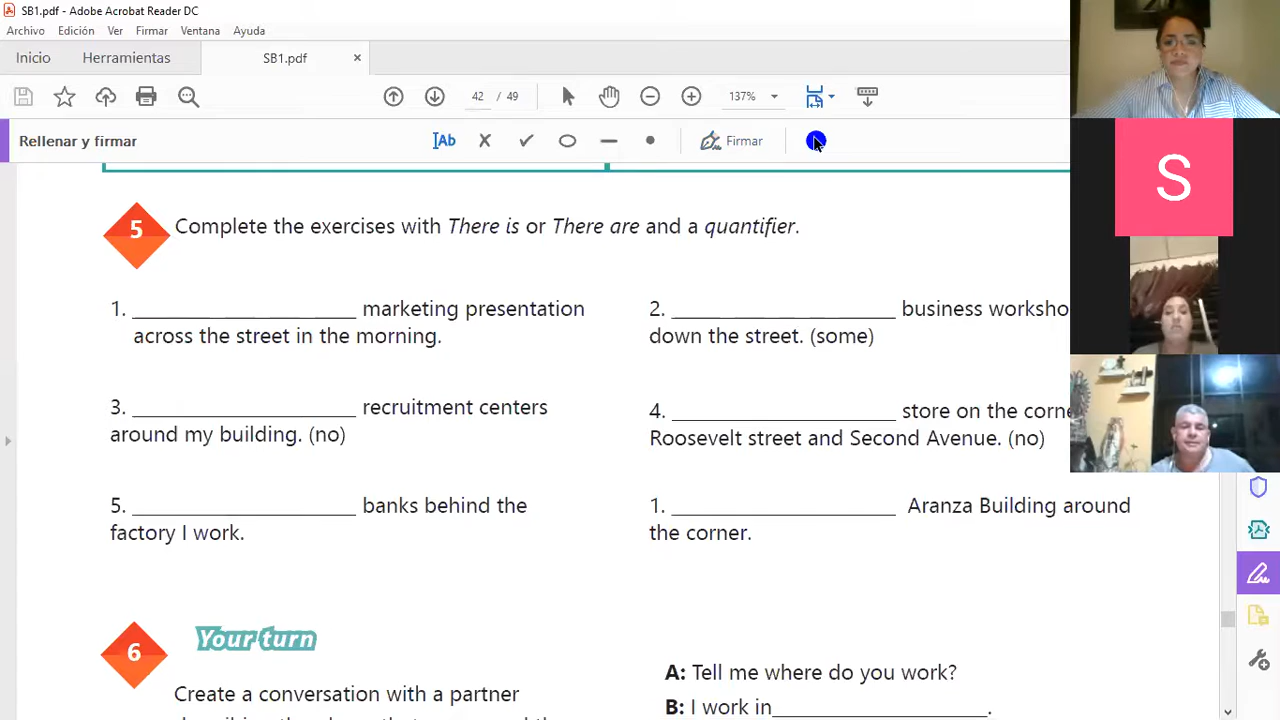 SB1.pdf - Adobe Acrobat Reader DC
Archivo Edición Ver Firmar Ventana Ayuda
Inicio Herramientas SB1.pdf ×
42 / 49 137%
Rellenar y firmar Ab Firmar
5 Complete the exercises with There is or There are and a quantifier.
1. ____________________ marketing presentation
across the street in the morning.
2. ____________________ business worksho
down the street. (some)
3. ____________________ recruitment centers
around my building. (no)
4. ____________________ store on the corne
Roosevelt street and Second Avenue. (no)
5. ____________________ banks behind the
factory I work.
1. ____________________ Aranza Building around
the corner.
6 Your turn
Create a conversation with a partner
A: Tell me where do you work?
B: I work in____________________.
S